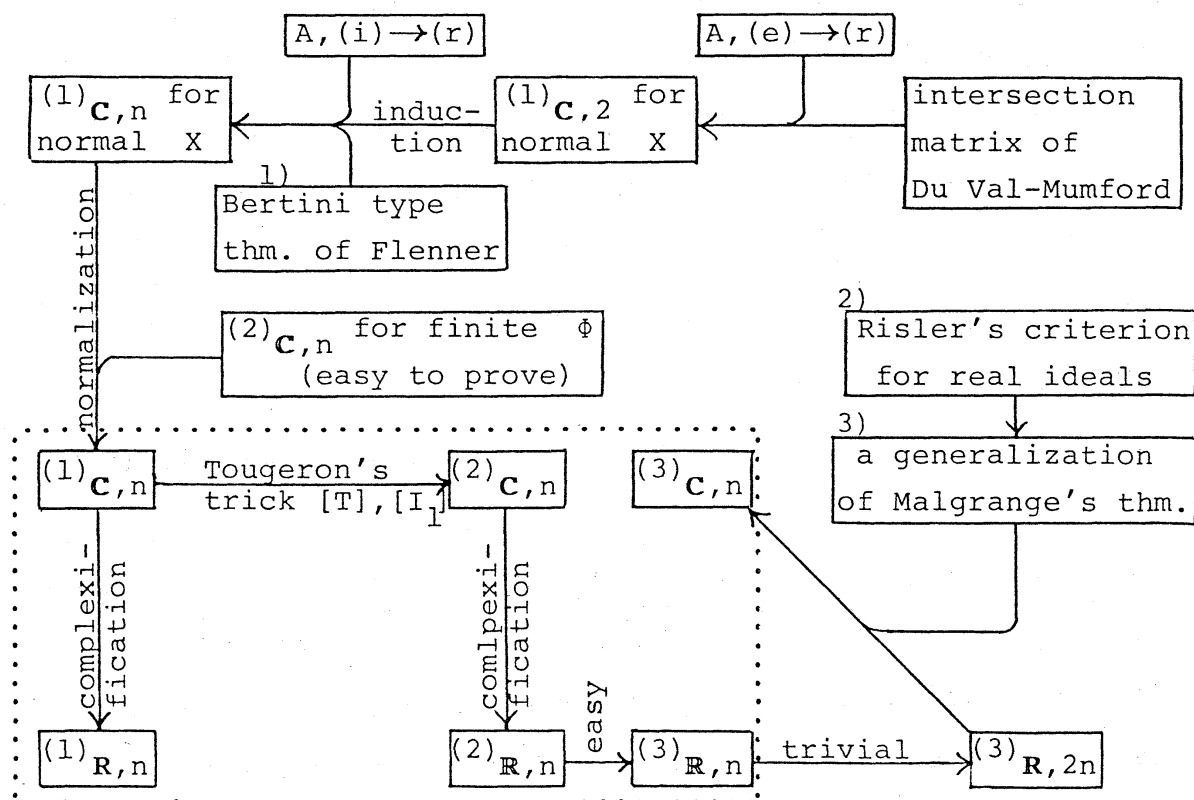 A,(i)→(r)
A,(e)→(r)
(1)C,n for
normal X
induc-
tion
(1)C,2 for
normal X
intersection
matrix of
Du Val-Mumford
normalization
1)
Bertini type
thm. of Flenner
(2)C,n for finite Φ
(easy to prove)
2)
Risler's criterion
for real ideals
3)
a generalization
of Malgrange's thm.
(1)C,n
Tougeron's
trick [T],[I1]
(2)C,n
(3)C,n
complexi-
fication
comlpexi-
fication
(1)R,n
(2)R,n
easy
(3)R,n
trivial
(3)R,2n